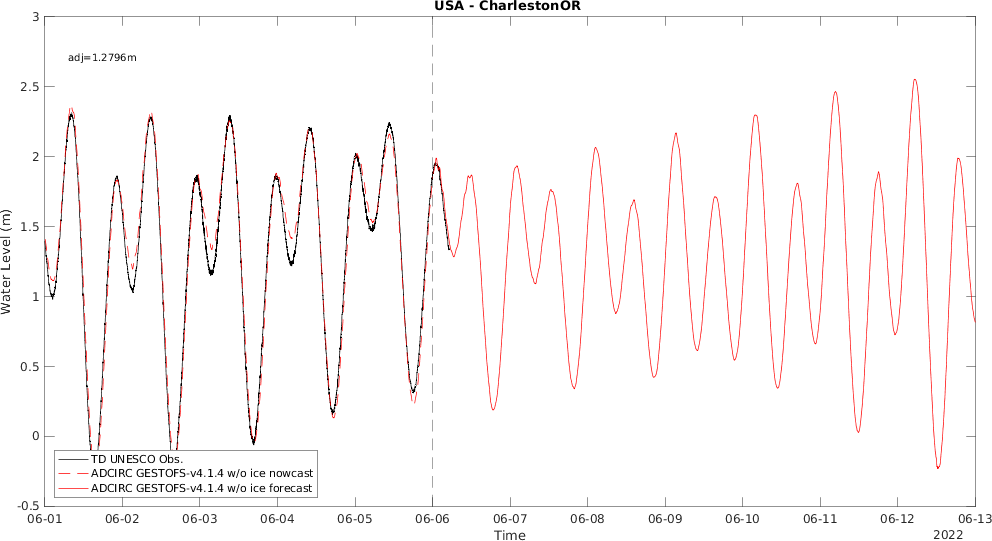 USA - CharlestonOR
adj=1.2796m
3
2.5
2
1.5
1
0.5
0
-0.5
Water Level (m)
TD UNESCO Obs.
ADCIRC GESTOFS-v4.1.4 w/o ice nowcast
ADCIRC GESTOFS-v4.1.4 w/o ice forecast
06-01 06-02 06-03 06-04 06-05 06-06 06-07 06-08 06-09 06-10 06-11 06-12 06-13
Time
2022